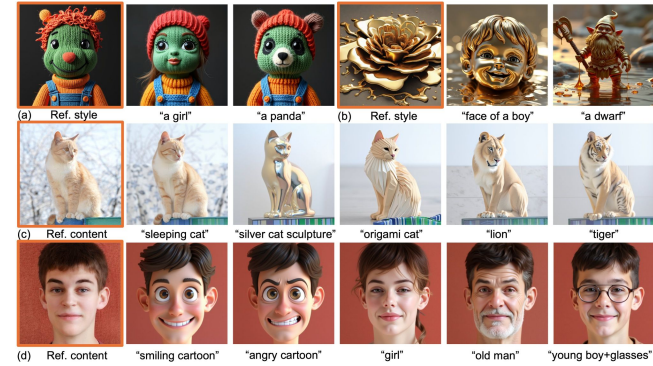 (a) Ref. style "a girl" "a panda" (b) Ref. style "face of a boy" "a dwarf"
(c) Ref. content "sleeping cat" "silver cat sculpture" "origami cat" "lion" "tiger"
(d) Ref. content "smiling cartoon" "angry cartoon" "girl" "old man" "young boy+glasses"